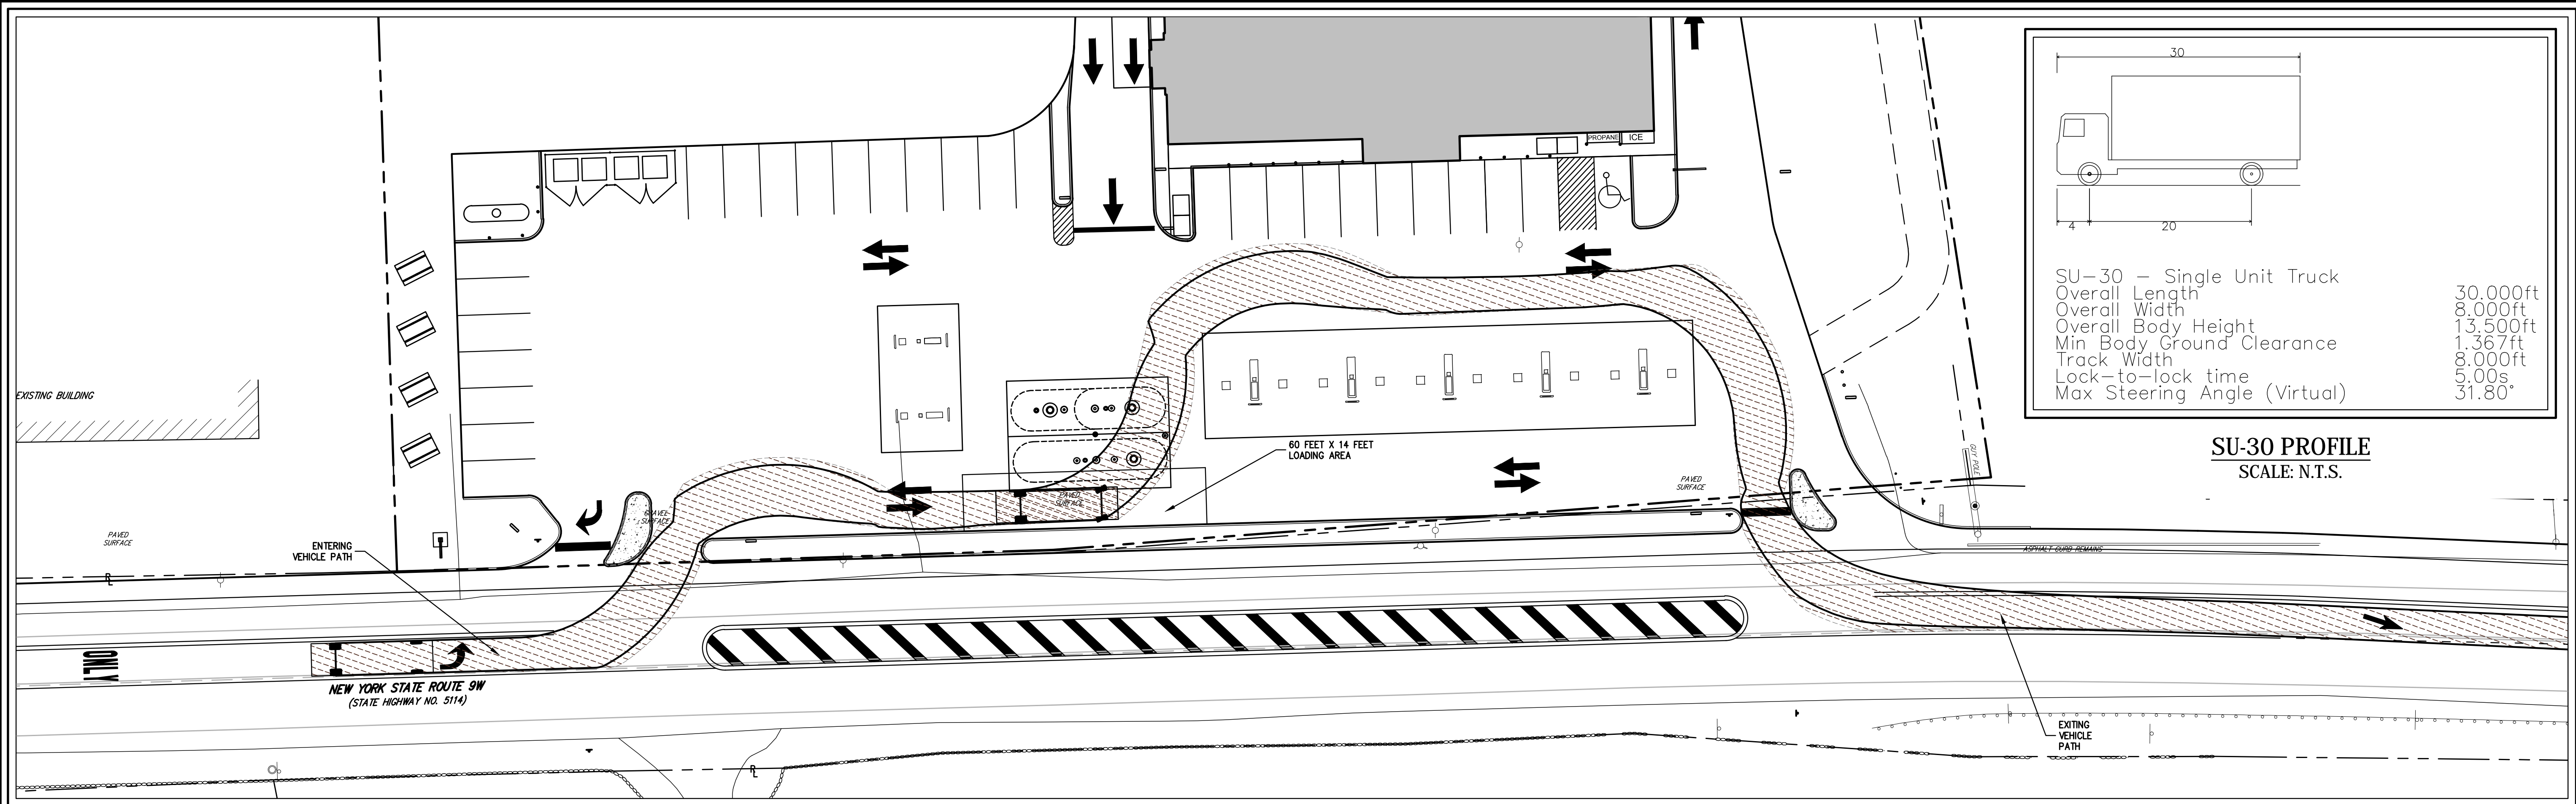 PROPANE
ICE
EXISTING BUILDING
PAVED
SURFACE
ENTERING
VEHICLE PATH
GRAVEL
SURFACE
PAVED
SURFACE
60 FEET X 14 FEET
LOADING AREA
PAVED
SURFACE
GUY POLE
ASPHALT CURB REMAINS
ONLY
NEW YORK STATE ROUTE 9W
(STATE HIGHWAY NO. 5114)
EXITING
VEHICLE
PATH
30
4
20
SU-30 - Single Unit Truck
Overall Length 30.000ft
Overall Width 8.000ft
Overall Body Height 13.500ft
Min Body Ground Clearance 1.367ft
Track Width 8.000ft
Lock-to-lock time 5.00s
Max Steering Angle (Virtual) 31.80°
SU-30 PROFILE
SCALE: N.T.S.